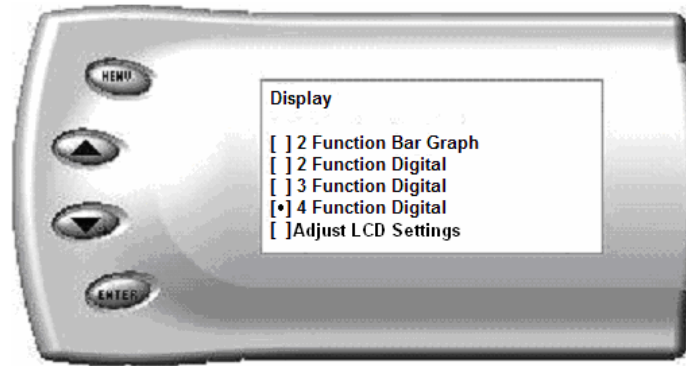 MENU
Display
[ ] 2 Function Bar Graph
[ ] 2 Function Digital
[ ] 3 Function Digital
[•] 4 Function Digital
[ ]Adjust LCD Settings
ENTER